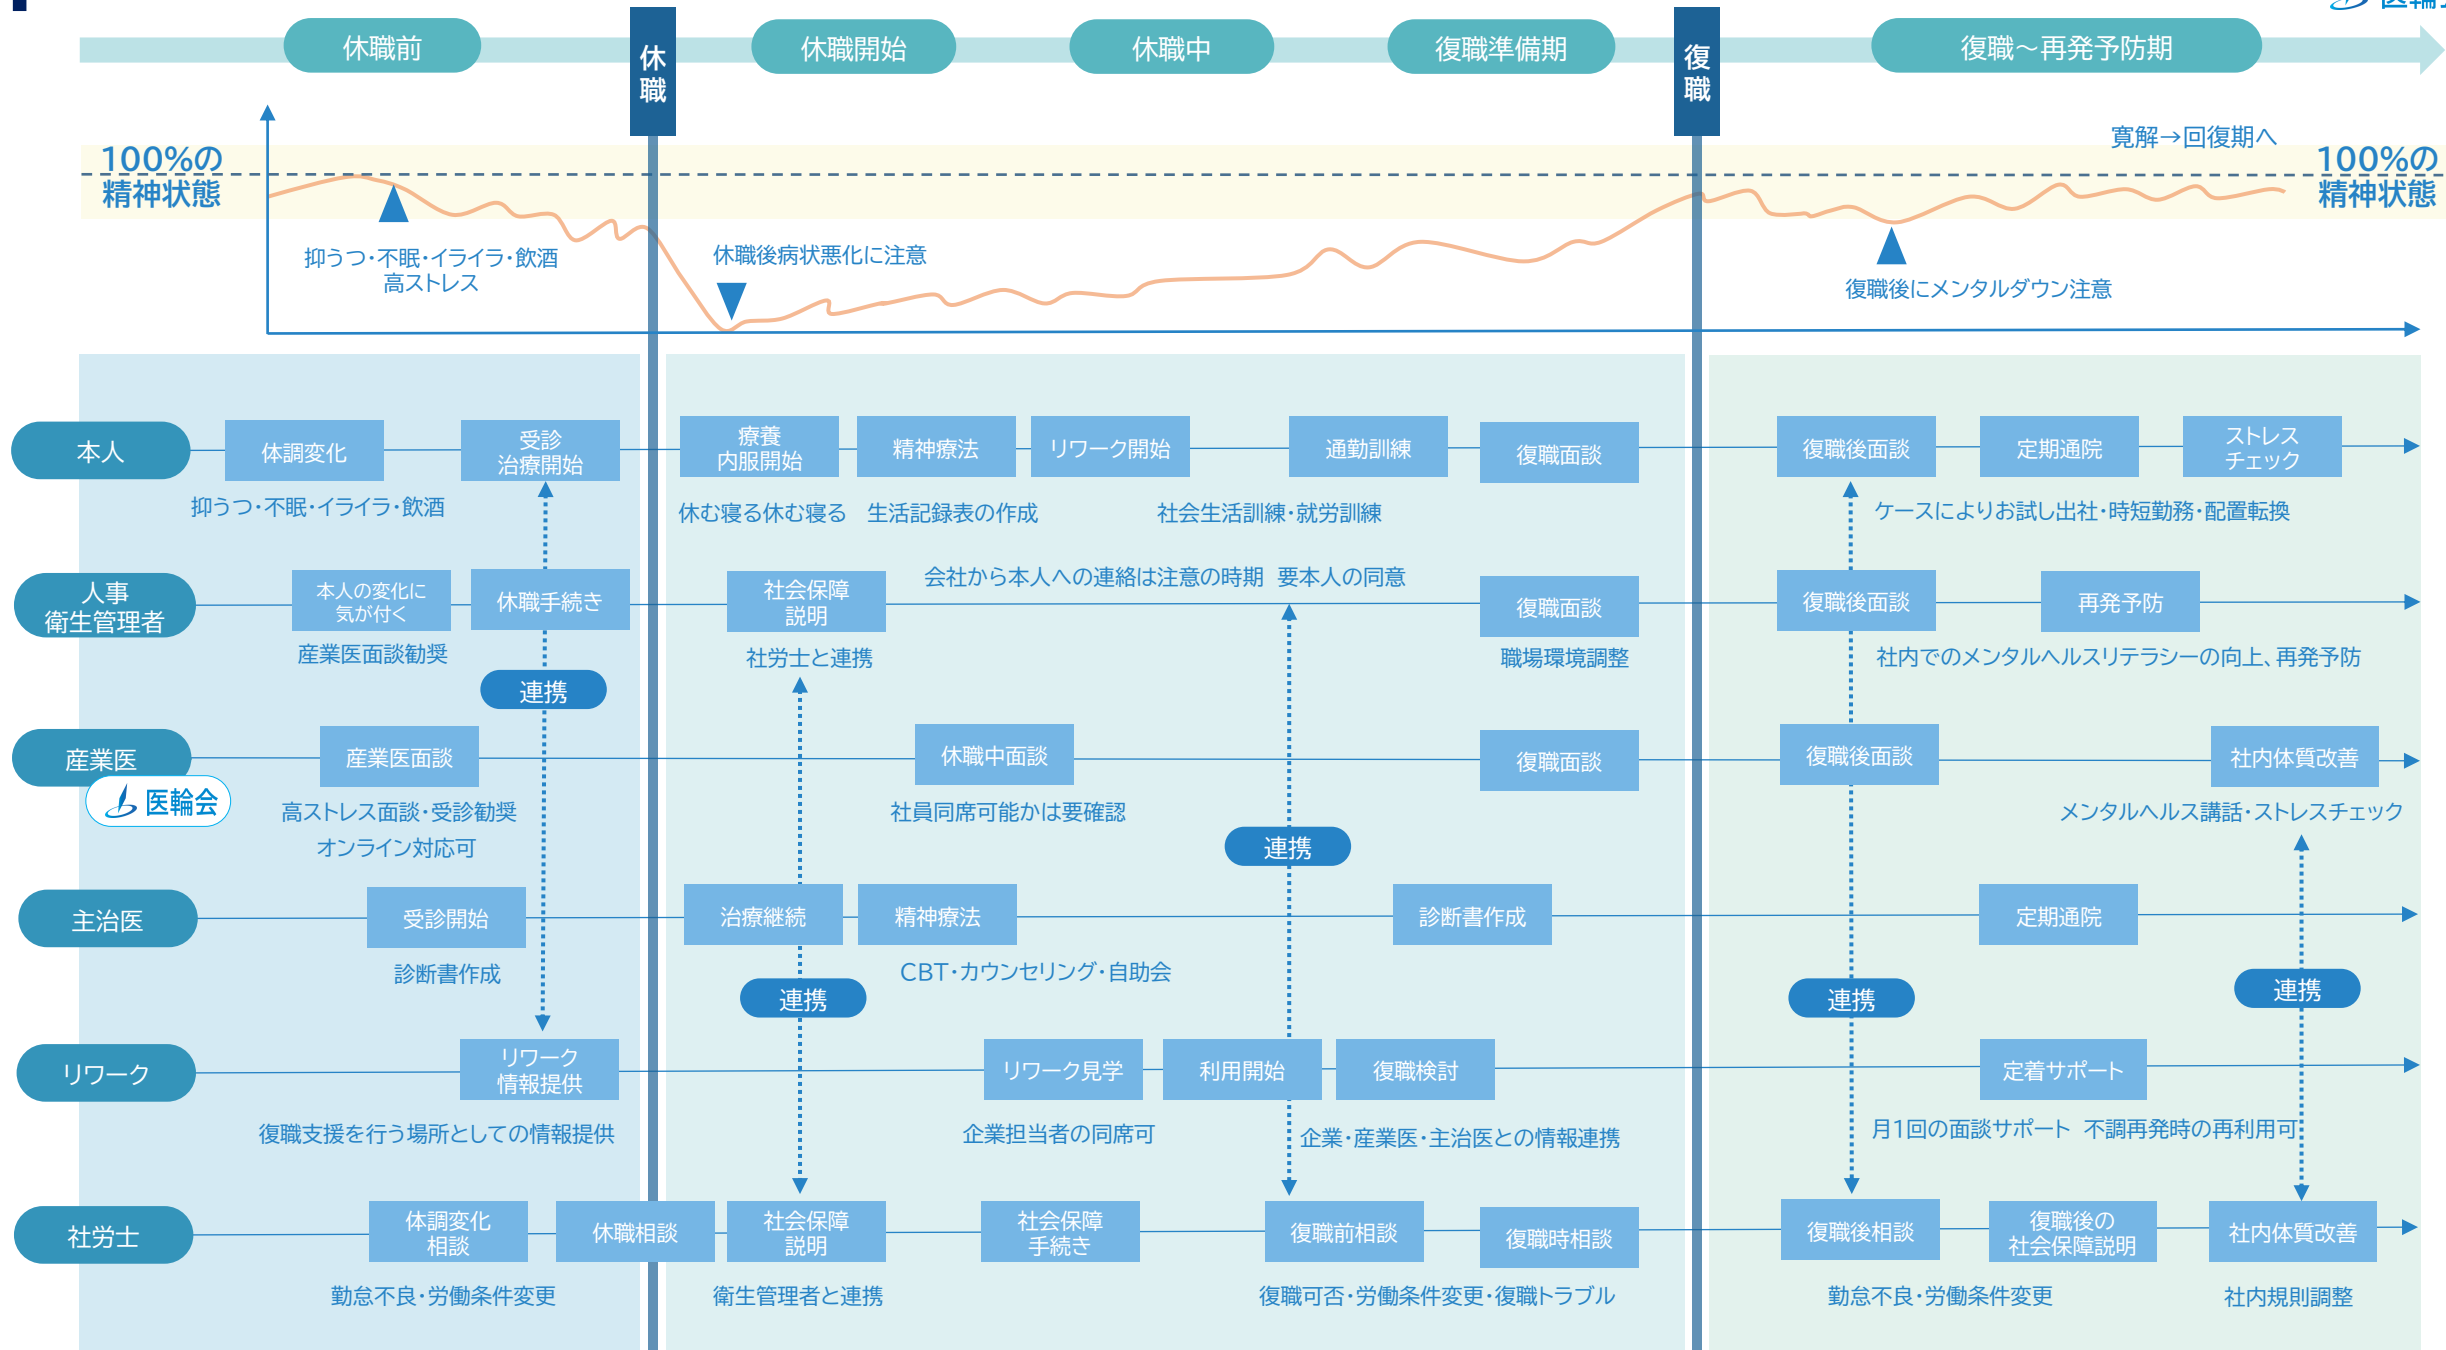 医輪会
休職前
休職
休職開始
休職中
復職準備期
復職
復職～再発予防期
寛解→回復期へ
100%の
精神状態
100%の
精神状態
抑うつ・不眠・イライラ・飲酒
高ストレス
休職後病状悪化に注意
復職後にメンタルダウン注意
本人
体調変化
受診
治療開始
療養
内服開始
精神療法
リワーク開始
通勤訓練
復職面談
復職後面談
定期通院
ストレス
チェック
抑うつ・不眠・イライラ・飲酒
休む寝る休む寝る
生活記録表の作成
社会生活訓練・就労訓練
ケースによりお試し出社・時短勤務・配置転換
人事
衛生管理者
本人の変化に
気が付く
休職手続き
社会保障
説明
会社から本人への連絡は注意の時期 要本人の同意
復職面談
復職後面談
再発予防
産業医面談勧奨
社労士と連携
職場環境調整
社内でのメンタルヘルスリテラシーの向上、再発予防
連携
産業医
医輪会
産業医面談
休職中面談
復職面談
復職後面談
社内体質改善
高ストレス面談・受診勧奨
オンライン対応可
社員同席可能かは要確認
メンタルヘルス講話・ストレスチェック
連携
主治医
受診開始
治療継続
精神療法
診断書作成
定期通院
診断書作成
CBT・カウンセリング・自助会
連携
連携
連携
リワーク
リワーク
情報提供
リワーク見学
利用開始
復職検討
定着サポート
復職支援を行う場所としての情報提供
企業担当者の同席可
企業・産業医・主治医との情報連携
月1回の面談サポート 不調再発時の再利用可
社労士
体調変化
相談
休職相談
社会保障
説明
社会保障
手続き
復職前相談
復職時相談
復職後相談
復職後の
社会保障説明
社内体質改善
勤怠不良・労働条件変更
衛生管理者と連携
復職可否・労働条件変更・復職トラブル
勤怠不良・労働条件変更
社内規則調整